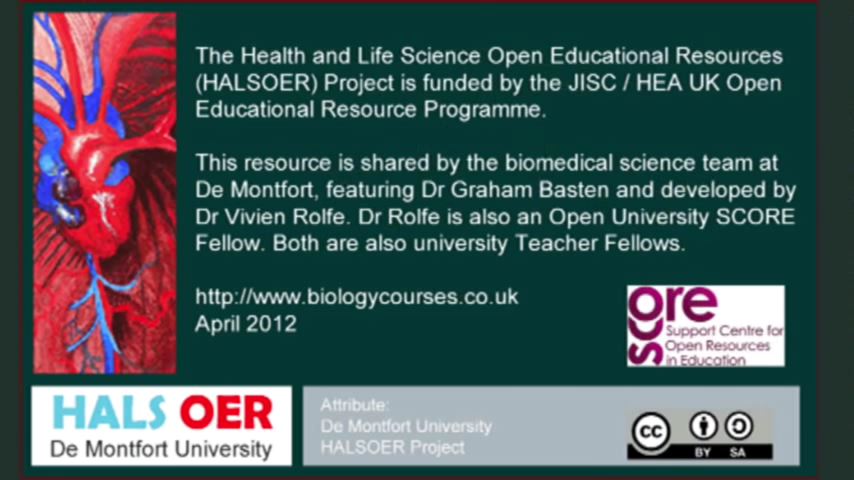 The Health and Life Science Open Educational Resources
(HALSOER) Project is funded by the JISC / HEA UK Open
Educational Resource Programme.
This resource is shared by the biomedical science team at
De Montfort, featuring Dr Graham Basten and developed by
Dr Vivien Rolfe. Dr Rolfe is also an Open University SCORE
Fellow. Both are also university Teacher Fellows.
http://www.biologycourses.co.uk
April 2012
score
Support Centre for
Open Resources
in Education
HALS OER
De Montfort University
Attribute:
De Montfort University
HALSOER Project
cc
BY SA